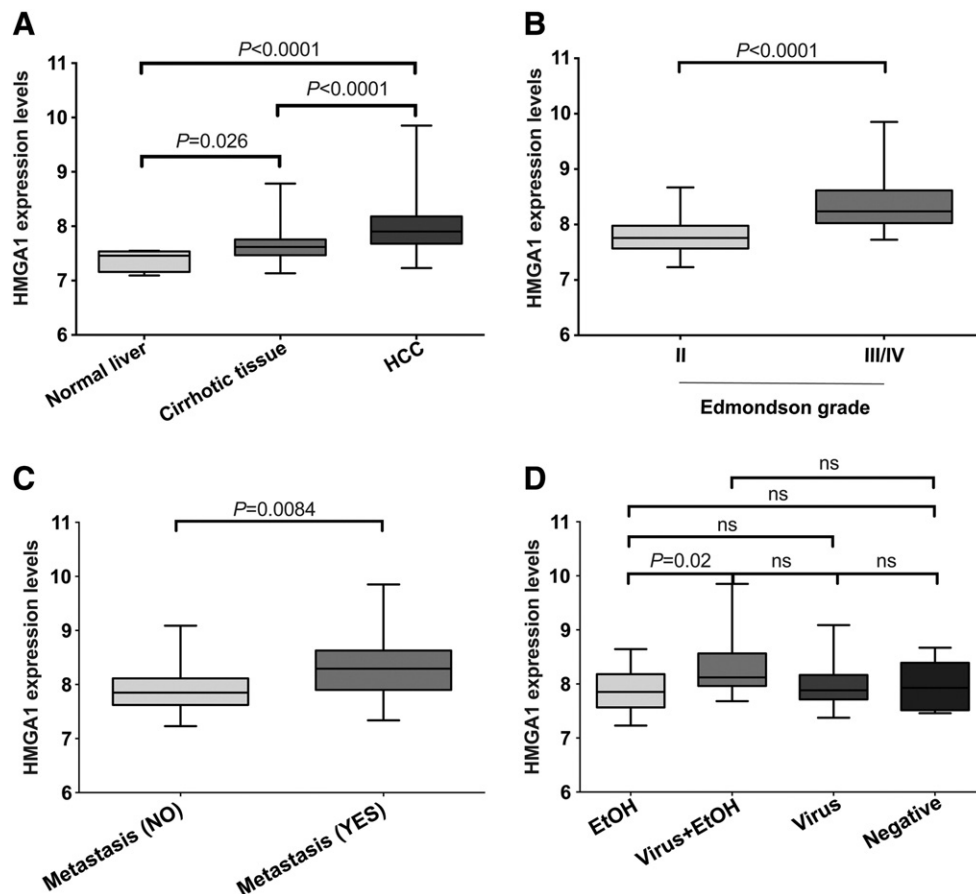 A
HMGA1 expression levels
11
10
9
8
7
6
P<0.0001
P<0.0001
P=0.026
Normal liver
Cirrhotic tissue
HCC
B
HMGA1 expression levels
11
10
9
8
7
6
P<0.0001
II
III/IV
Edmondson grade
C
HMGA1 expression levels
11
10
9
8
7
6
P=0.0084
Metastasis (NO)
Metastasis (YES)
D
HMGA1 expression levels
11
10
9
8
7
6
ns
ns
ns
P=0.02
ns
ns
EtOH
Virus+EtOH
Virus
Negative